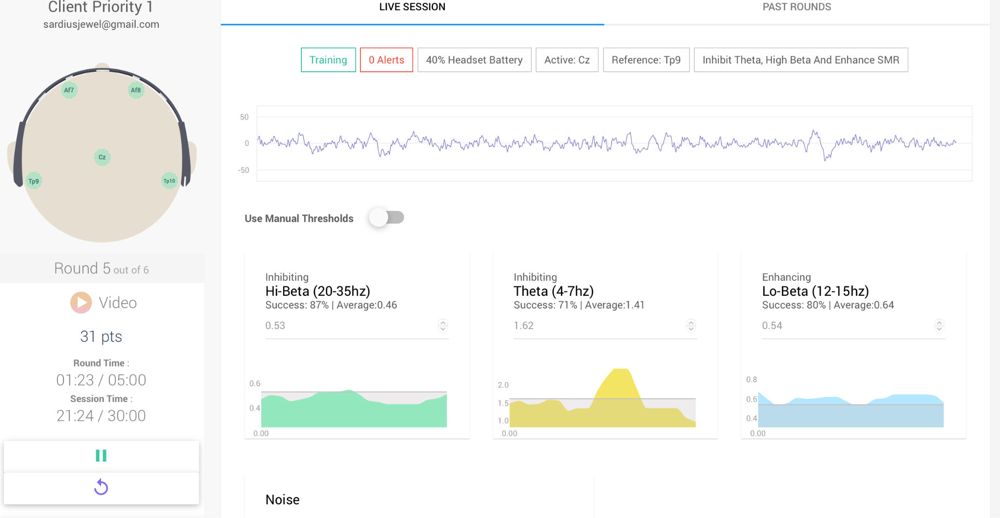 Client Priority 1
sardiusjewel@gmail.com
Af7
Af8
Cz
Tp9
Tp10
Round 5 out of 6
Video
31 pts
Round Time :
01:23 / 05:00
Session Time :
21:24 / 30:00
LIVE SESSION
PAST ROUNDS
Training
0 Alerts
40% Headset Battery
Active: Cz
Reference: Tp9
Inhibit Theta, High Beta And Enhance SMR
50
0
-50
Use Manual Thresholds
Inhibiting
Hi-Beta (20-35hz)
Success: 87% | Average:0.46
0.53
0.6
0.4
0.00
Inhibiting
Theta (4-7hz)
Success: 71% | Average:1.41
1.62
2.0
1.5
1.0
0.00
Enhancing
Lo-Beta (12-15hz)
Success: 80% | Average:0.64
0.54
0.8
0.6
0.4
0.00
Noise